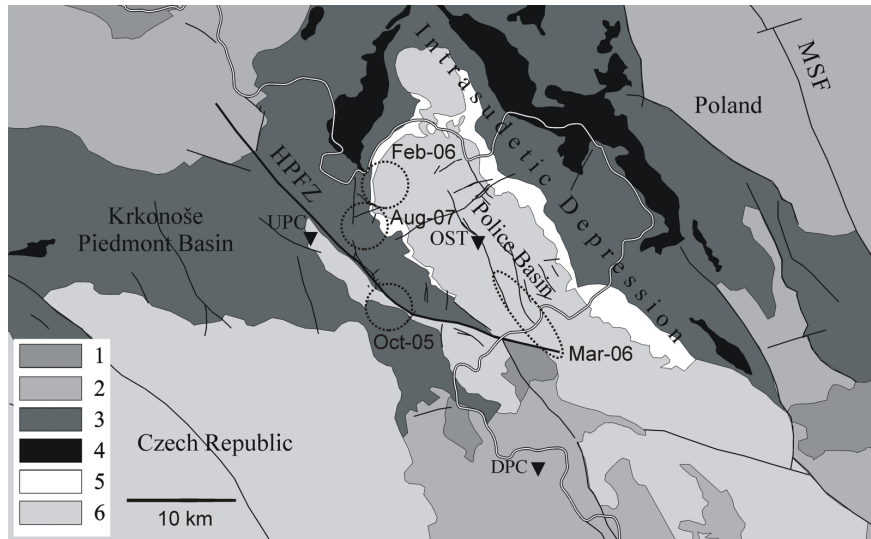 Intrasudetic Depression
MSF
Poland
HPFZ
Feb-06
Krkonoše
Piedmont Basin
UPC
Aug-07
OST
Police Basin
Oct-05
Mar-06
1
2
3
4
5
6
Czech Republic
DPC
10 km